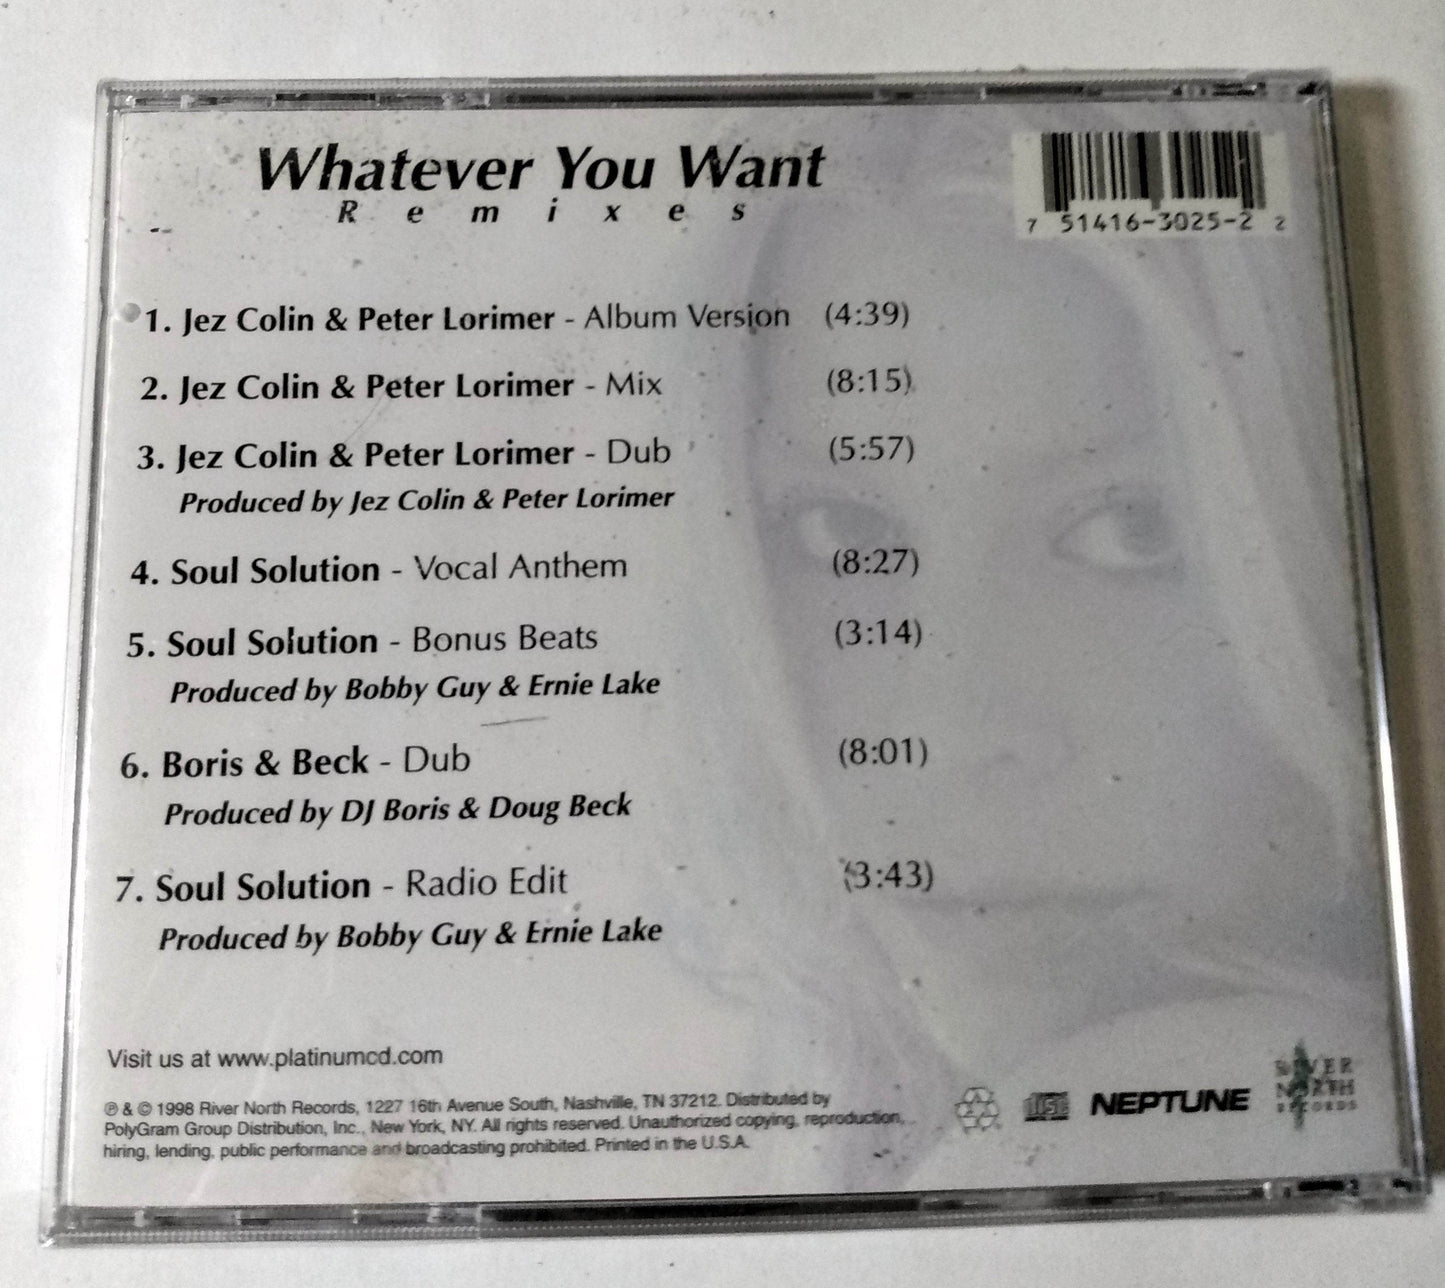 Whatever You Want
Remixes
7 51416-3025-2 2
1. Jez Colin & Peter Lorimer - Album Version (4:39)
2. Jez Colin & Peter Lorimer - Mix (8:15)
3. Jez Colin & Peter Lorimer - Dub (5:57)
Produced by Jez Colin & Peter Lorimer
4. Soul Solution - Vocal Anthem (8:27)
5. Soul Solution - Bonus Beats (3:14)
Produced by Bobby Guy & Ernie Lake
6. Boris & Beck - Dub (8:01)
Produced by DJ Boris & Doug Beck
7. Soul Solution - Radio Edit (3:43)
Produced by Bobby Guy & Ernie Lake
Visit us at www.platinumcd.com
℗ & © 1998 River North Records, 1227 16th Avenue South, Nashville, TN 37212. Distributed by
PolyGram Group Distribution, Inc., New York, NY. All rights reserved. Unauthorized copying, reproduction,
hiring, lending, public performance and broadcasting prohibited. Printed in the U.S.A.
NEPTUNE
RIVER
NORTH
RECORDS